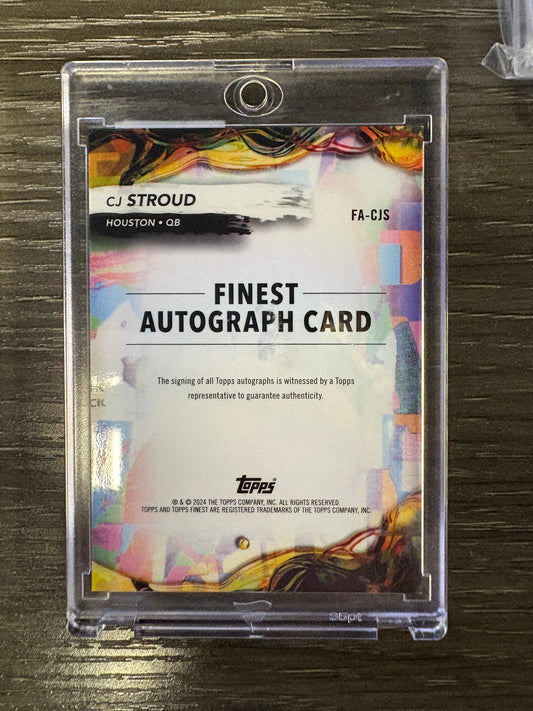 CJ STROUD
HOUSTON • QB
FA-CJS
FINEST
AUTOGRAPH CARD
The signing of all Topps autographs is witnessed by a Topps
representative to guarantee authenticity.
CK
topps
® & © 2024 THE TOPPS COMPANY, INC. ALL RIGHTS RESERVED.
TOPPS AND TOPPS FINEST ARE REGISTERED TRADEMARKS OF THE TOPPS COMPANY, INC.